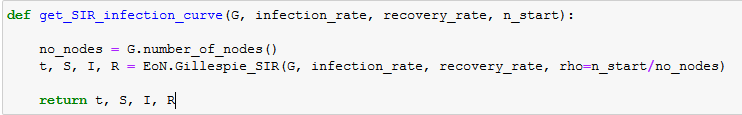 def get_SIR_infection_curve(G, infection_rate, recovery_rate, n_start):
no_nodes = G.number_of_nodes()
t, S, I, R = EoN.Gillespie_SIR(G, infection_rate, recovery_rate, rho=n_start/no_nodes)
return t, S, I, R